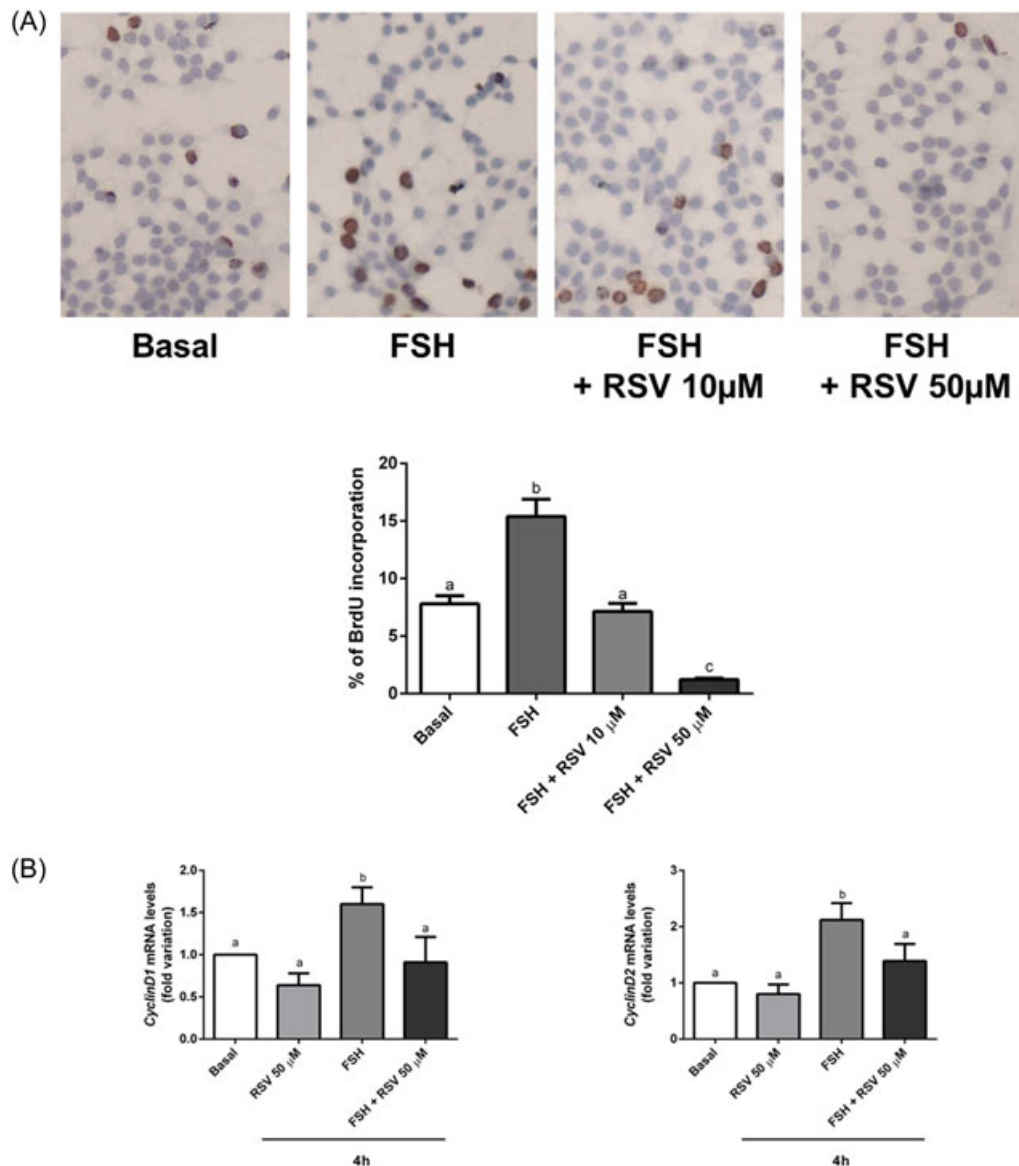 (A)
Basal
FSH
FSH
+ RSV 10µM
FSH
+ RSV 50µM
% of BrdU incorporation
20
15
10
5
0
a
b
a
c
Basal
FSH
FSH + RSV 10 µM
FSH + RSV 50 µM
(B)
CyclinD1 mRNA levels
(fold variation)
2.0
1.5
1.0
0.5
0.0
a
a
b
a
Basal
RSV 50 µM
FSH
FSH + RSV 50 µM
4h
CyclinD2 mRNA levels
(fold variation)
3
2
1
0
a
a
b
a
Basal
RSV 50 µM
FSH
FSH + RSV 50 µM
4h